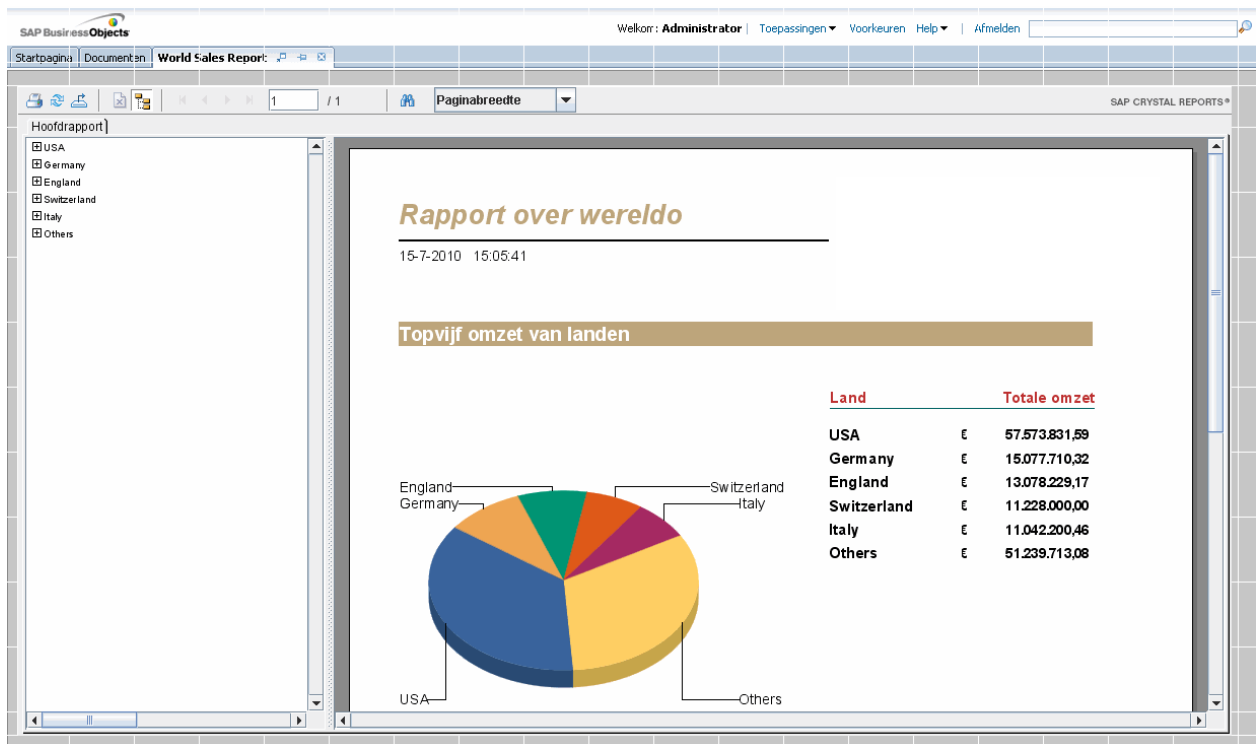 SAP BusinessObjects
Welkom: Administrator | Toepassingen Voorkeuren Help | Afmelden
Startpagina Documenten World Sales Report:
1 / 1 Paginabreedte SAP CRYSTAL REPORTS®
Hoofdrapport
USA
Germany
England
Switzerland
Italy
Others
Rapport over wereldo
15-7-2010 15:05:41
Topvijf omzet van landen
Land Totale omzet
USA € 57.573.831,59
Germany € 15.077.710,32
England € 13.078.229,17
Switzerland € 11.228.000,00
Italy € 11.042.200,46
Others € 51.239.713,08
England
Germany
Switzerland
Italy
USA
Others